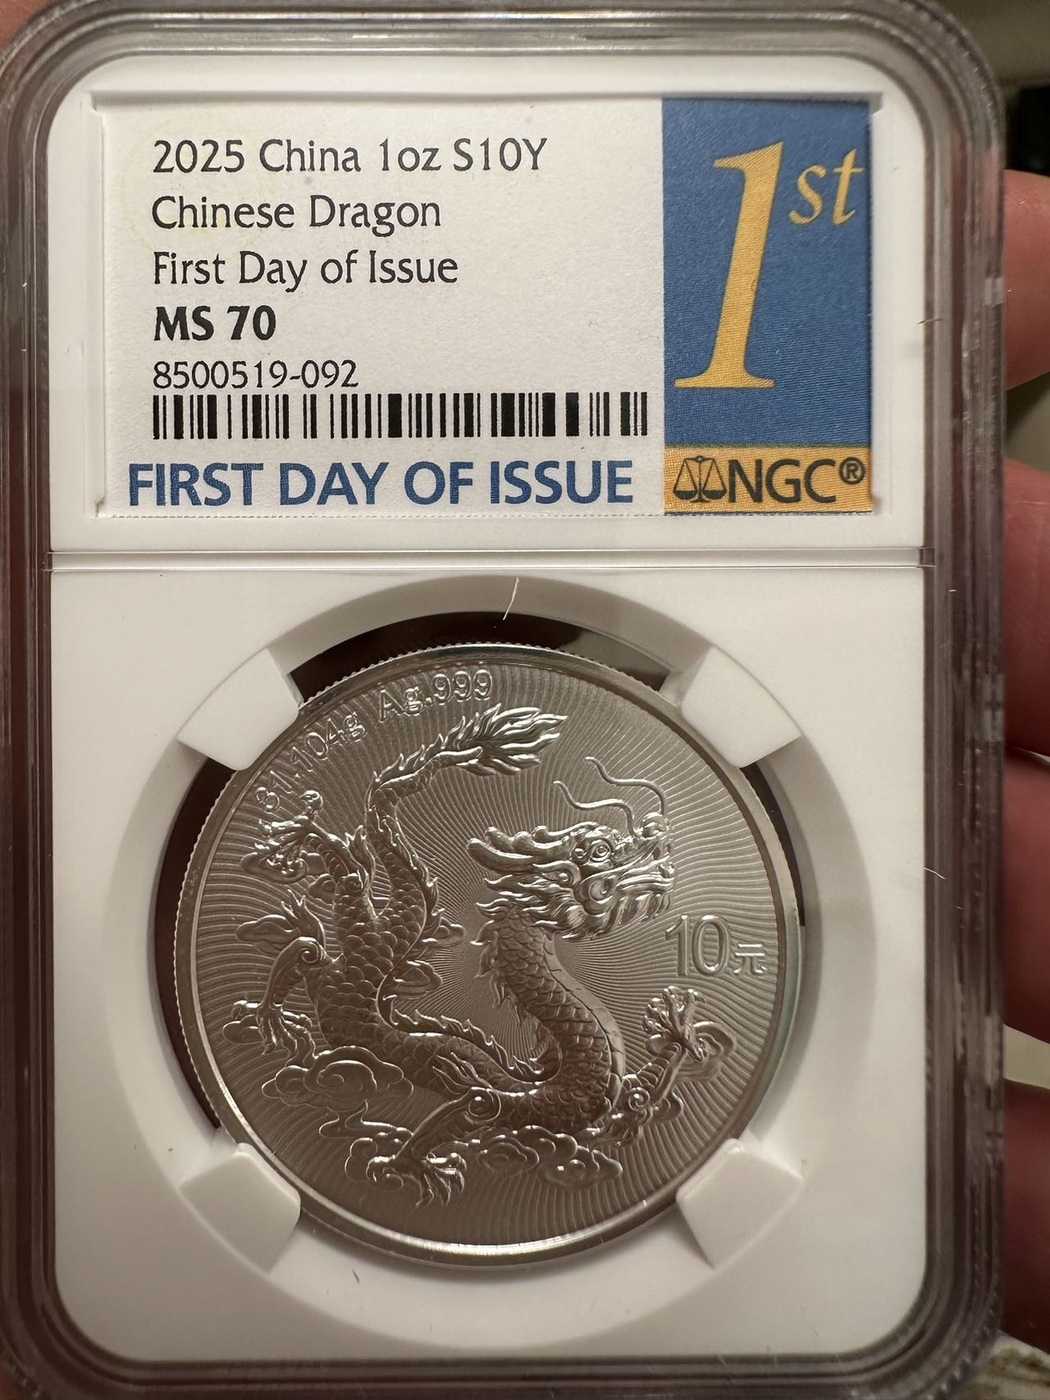 2025 China 1oz S10Y
Chinese Dragon
First Day of Issue
MS 70
8500519-092
FIRST DAY OF ISSUE
1st
NGC®
31.104g Ag.999
10元